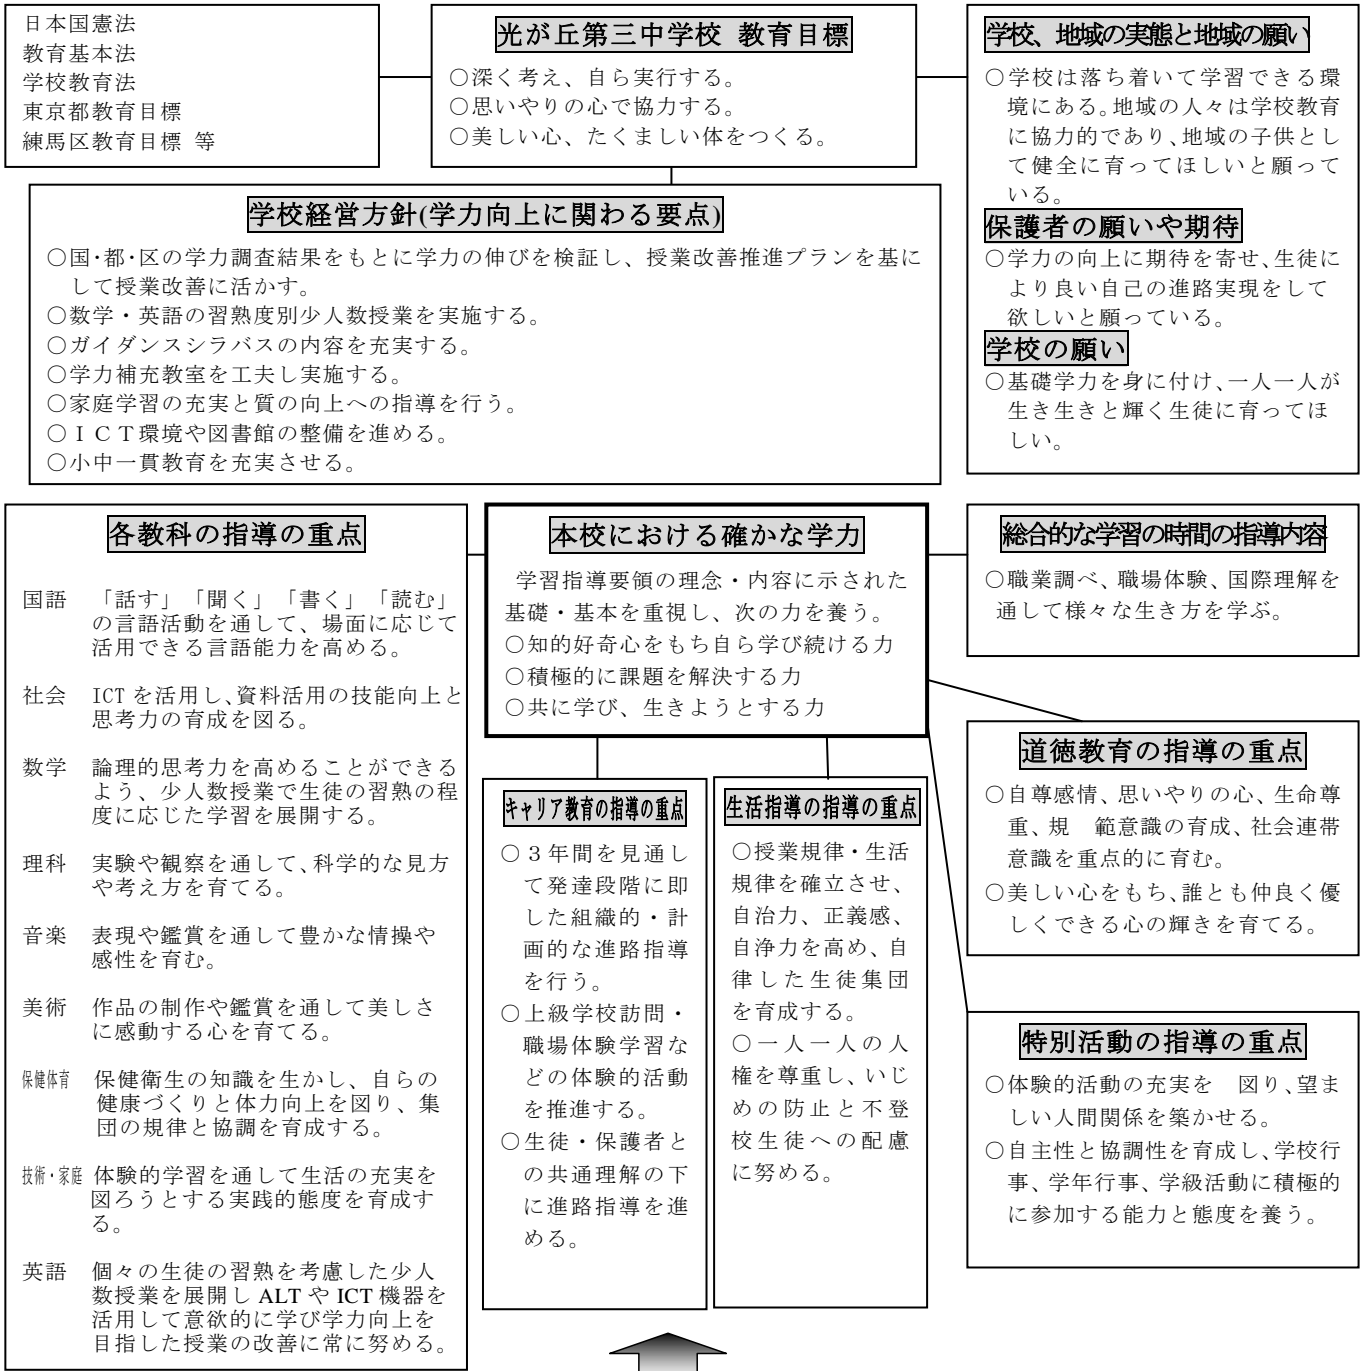 日本国憲法
教育基本法
学校教育法
東京都教育目標
練馬区教育目標 等
光が丘第三中学校 教育目標
○深く考え、自ら実行する。
○思いやりの心で協力する。
○美しい心、たくましい体をつくる。
学校、地域の実態と地域の願い
○学校は落ち着いて学習できる環
境にある。地域の人々は学校教育
に協力的であり、地域の子供とし
て健全に育ってほしいと願って
いる。
保護者の願いや期待
○学力の向上に期待を寄せ、生徒に
より良い自己の進路実現をして
欲しいと願っている。
学校の願い
○基礎学力を身に付け、一人一人が
生き生きと輝く生徒に育ってほ
しい。
学校経営方針(学力向上に関わる要点)
○国・都・区の学力調査結果をもとに学力の伸びを検証し、授業改善推進プランを基に
して授業改善に活かす。
○数学・英語の習熟度別少人数授業を実施する。
○ガイダンスシラバスの内容を充実する。
○学力補充教室を工夫し実施する。
○家庭学習の充実と質の向上への指導を行う。
○ＩＣＴ環境や図書館の整備を進める。
○小中一貫教育を充実させる。
各教科の指導の重点
国語 「話す」「聞く」「書く」「読む」
の言語活動を通して、場面に応じて
活用できる言語能力を高める。
社会 ICTを活用し、資料活用の技能向上と
思考力の育成を図る。
数学 論理的思考力を高めることができる
よう、少人数授業で生徒の習熟の程
度に応じた学習を展開する。
理科 実験や観察を通して、科学的な見方
や考え方を育てる。
音楽 表現や鑑賞を通して豊かな情操や
感性を育む。
美術 作品の制作や鑑賞を通して美しさ
に感動する心を育てる。
保健体育 保健衛生の知識を生かし、自らの
健康づくりと体力向上を図り、集
団の規律と協調を育成する。
技術・家庭 体験的学習を通して生活の充実を
図ろうとする実践的態度を育成す
る。
英語 個々の生徒の習熟を考慮した少人
数授業を展開し ALT や ICT 機器を
活用して意欲的に学び学力向上を
目指した授業の改善に常に努める。
本校における確かな学力
学習指導要領の理念・内容に示された
基礎・基本を重視し、次の力を養う。
○知的好奇心をもち自ら学び続ける力
○積極的に課題を解決する力
○共に学び、生きようとする力
キャリア教育の指導の重点
○３年間を見通し
て発達段階に即
した組織的・計
画的な進路指導
を行う。
○上級学校訪問・
職場体験学習な
どの体験的活動
を推進する。
○生徒・保護者と
の共通理解の下
に進路指導を進
める。
生活指導の指導の重点
○授業規律・生活
規律を確立させ、
自治力、正義感、
自浄力を高め、自
律した生徒集団
を育成する。
○一人一人の人
権を尊重し、いじ
めの防止と不登
校生徒への配慮
に努める。
総合的な学習の時間の指導内容
○職業調べ、職場体験、国際理解を
通して様々な生き方を学ぶ。
道徳教育の指導の重点
○自尊感情、思いやりの心、生命尊
重、規　範意識の育成、社会連帯
意識を重点的に育む。
○美しい心をもち、誰とも仲良く優
しくできる心の輝きを育てる。
特別活動の指導の重点
○体験的活動の充実を　図り、望ま
しい人間関係を築かせる。
○自主性と協調性を育成し、学校行
事、学年行事、学級活動に積極的
に参加する能力と態度を養う。